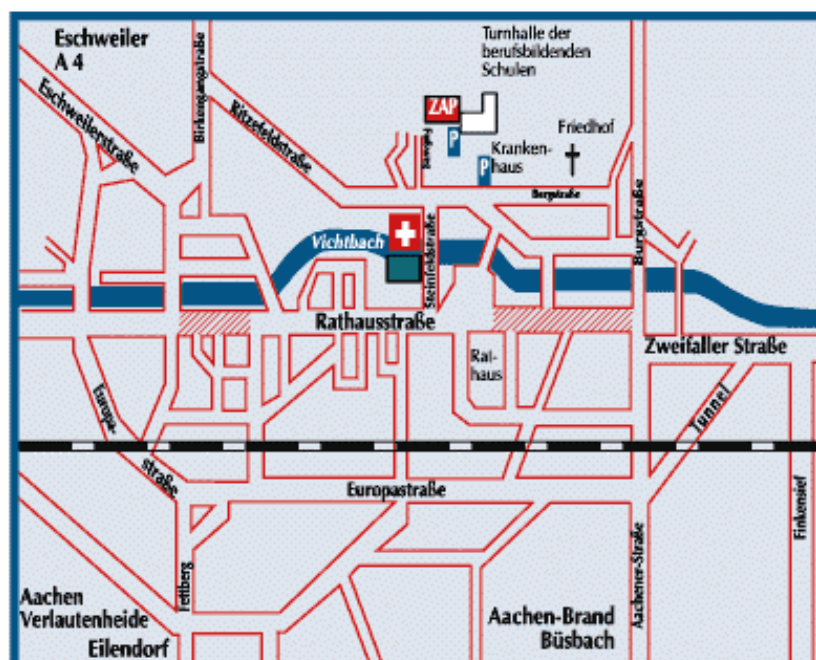 Eschweiler
A 4
Eschweilerstraße
Birkengangstraße
Ritzefeldstraße
Turnhalle der
berufsbildenden
Schulen
ZAP
P
P
Kranken-
haus
Friedhof
Bergstraße
Burgstraße
Vichtbach
Steinfeldstraße
Rathausstraße
Rat-
haus
Zweifaller Straße
Tunnel
Europa-
straße
Europastraße
Fettberg
Aachener-Straße
Finkensief
Aachen
Verlautenheide
Eilendorf
Aachen-Brand
Büsbach